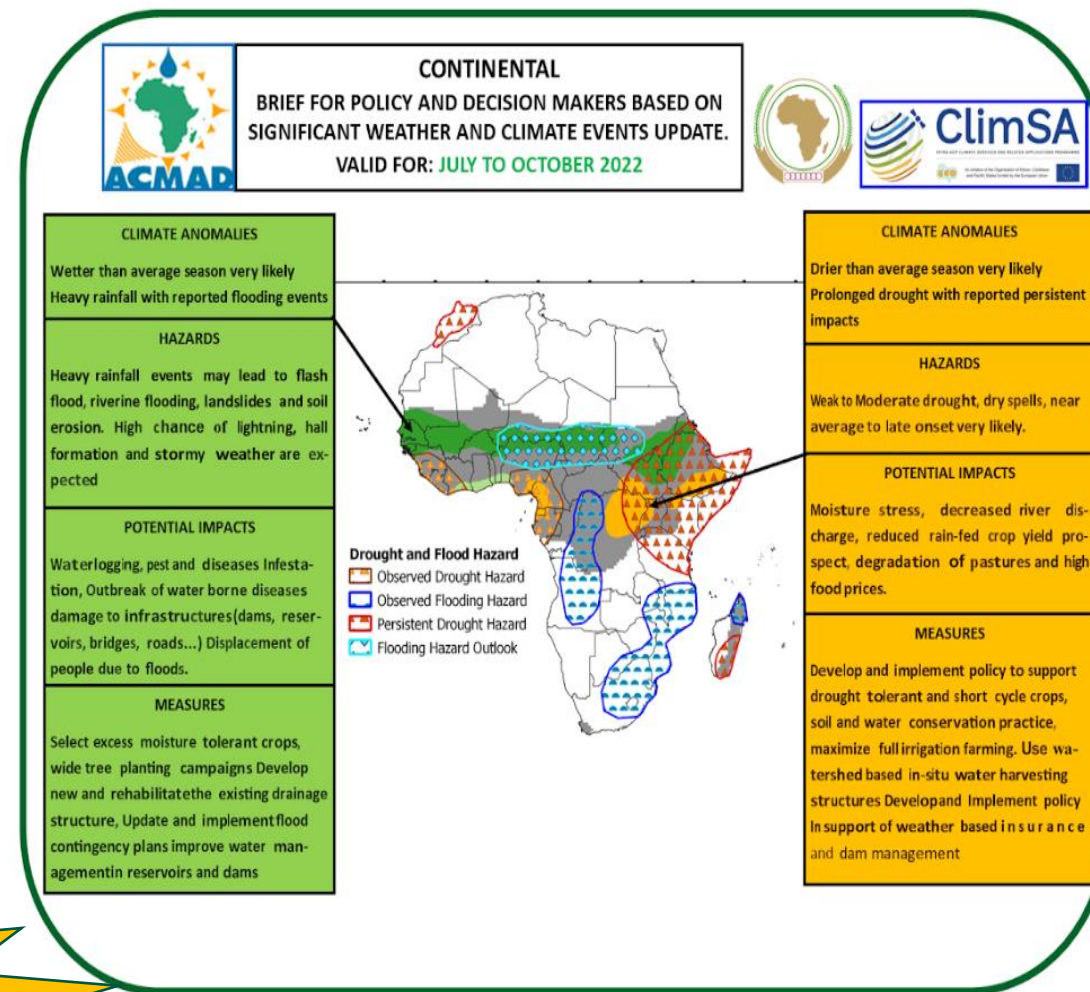 ACMAD
CONTINENTAL
BRIEF FOR POLICY AND DECISION MAKERS BASED ON
SIGNIFICANT WEATHER AND CLIMATE EVENTS UPDATE.
VALID FOR: JULY TO OCTOBER 2022
ClimSA
CLIMATE ANOMALIES
Wetter than average season very likely
Heavy rainfall with reported flooding events
HAZARDS
Heavy rainfall events may lead to flash
flood, riverine flooding, landslides and soil
erosion. High chance of lightning, hall
formation and stormy weather are ex-
pected
POTENTIAL IMPACTS
Waterlogging, pest and diseases Infesta-
tion, Outbreak of water borne diseases
damage to infrastructures(dams, reser-
voirs, bridges, roads...) Displacement of
people due to floods.
MEASURES
Select excess moisture tolerant crops,
wide tree planting campaigns Develop
new and rehabilitatethe existing drainage
structure, Update and implementflood
contingency plans improve water man-
agementin reservoirs and dams
Drought and Flood Hazard
Observed Drought Hazard
Observed Flooding Hazard
Persistent Drought Hazard
Flooding Hazard Outlook
CLIMATE ANOMALIES
Drier than average season very likely
Prolonged drought with reported persistent
impacts
HAZARDS
Weak to Moderate drought, dry spells, near
average to late onset very likely.
POTENTIAL IMPACTS
Moisture stress, decreased river dis-
charge, reduced rain-fed crop yield pro-
spect, degradation of pastures and high
food prices.
MEASURES
Develop and implement policy to support
drought tolerant and short cycle crops,
soil and water conservation practice,
maximize full irrigation farming. Use wa-
tershed based in-situ water harvesting
structures Developand Implement policy
In support of weather based insurance
and dam management